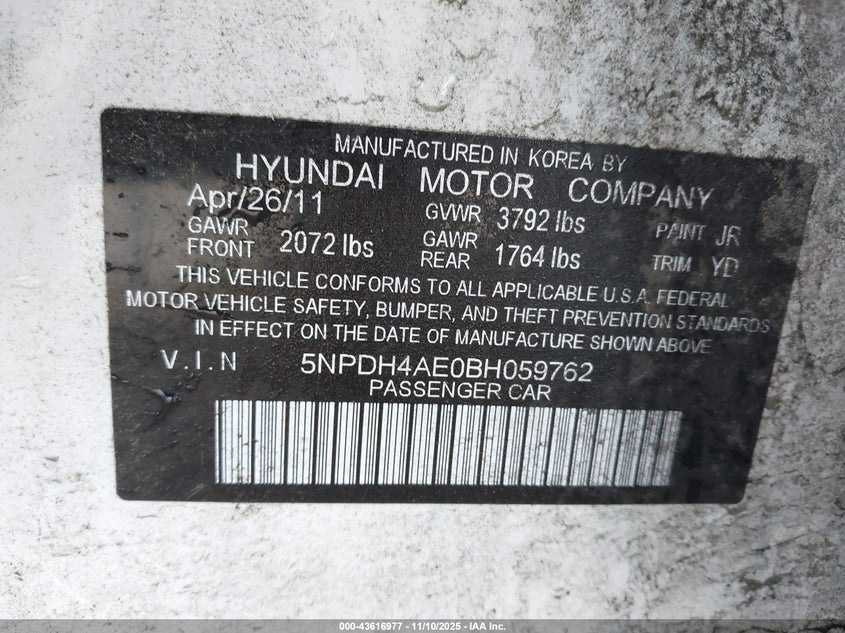 MANUFACTURED IN KOREA BY
HYUNDAI MOTOR COMPANY
Apr/26/11 GVWR 3792 lbs PAINT JR
GAWR FRONT 2072 lbs GAWR REAR 1764 lbs TRIM YD
THIS VEHICLE CONFORMS TO ALL APPLICABLE U.S.A. FEDERAL
MOTOR VEHICLE SAFETY, BUMPER, AND THEFT PREVENTION STANDARDS
IN EFFECT ON THE DATE OF MANUFACTURE SHOWN ABOVE
V.I.N 5NPDH4AE0BH059762
PASSENGER CAR
000-43616977 - 11/10/2025 - IAA Inc.